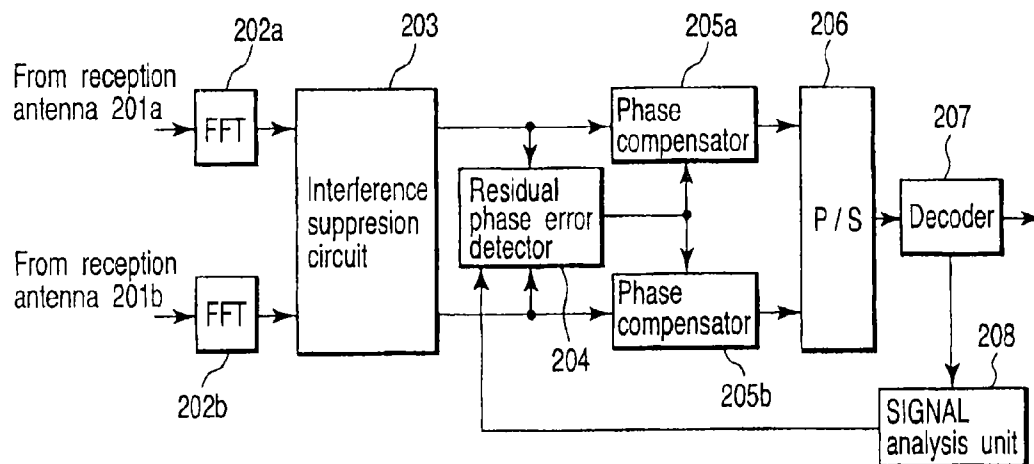 202a
203
205a
206
From reception
antenna 201a
FFT
Phase
compensator
207
Interference
suppresion
circuit
Residual
phase error
detector
P / S
Decoder
From reception
antenna 201b
FFT
Phase
compensator
204
208
202b
205b
SIGNAL
analysis unit